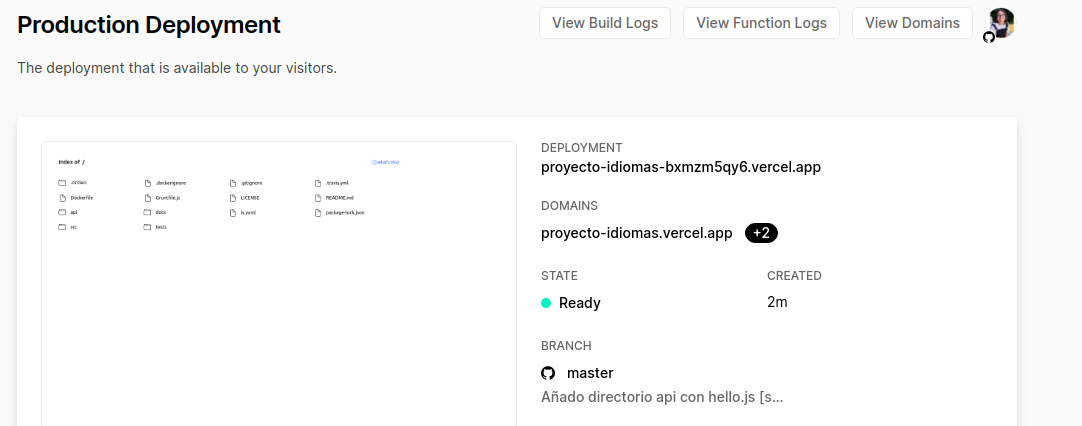 Production Deployment
View Build Logs
View Function Logs
View Domains
The deployment that is available to your visitors.
Index of /
What's this?
.circleci
.dockerignore
.gitignore
.travis.yml
Dockerfile
Gruntfile.js
LICENSE
README.md
api
docs
iv.yaml
package-lock.json
src
tests
DEPLOYMENT
proyecto-idiomas-bxmzm5qy6.vercel.app
DOMAINS
proyecto-idiomas.vercel.app +2
STATE
CREATED
Ready
2m
BRANCH
master
Añado directorio api con hello.js [s...